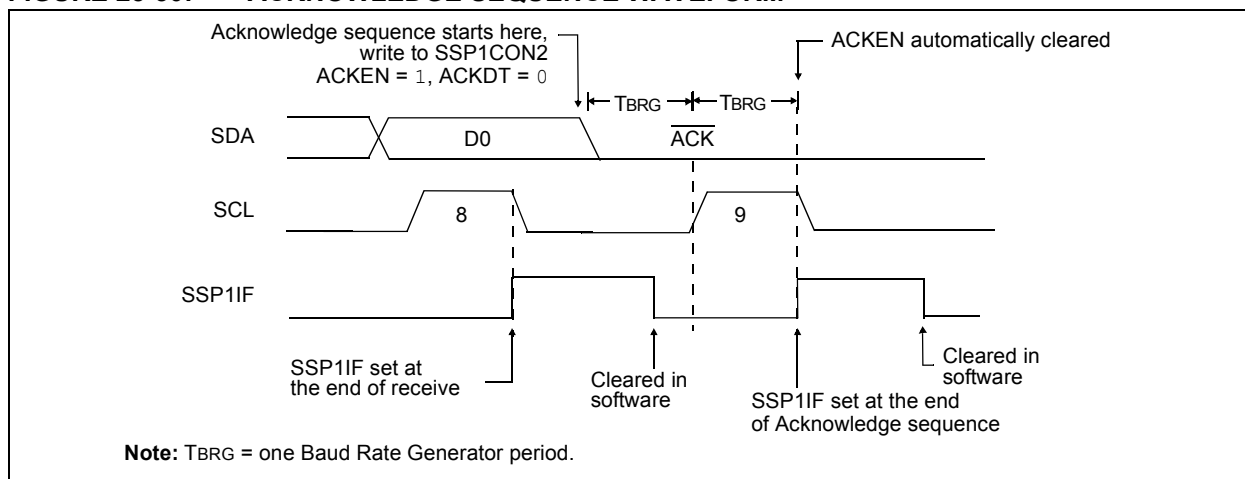 Acknowledge sequence starts here,
write to SSP1CON2
ACKEN = 1, ACKDT = 0
ACKEN automatically cleared
TBRG
TBRG
SDA
D0
ACK
SCL
8
9
SSP1IF
SSP1IF set at
the end of receive
Cleared in
software
SSP1IF set at the end
of Acknowledge sequence
Cleared in
software
Note: TBRG = one Baud Rate Generator period.